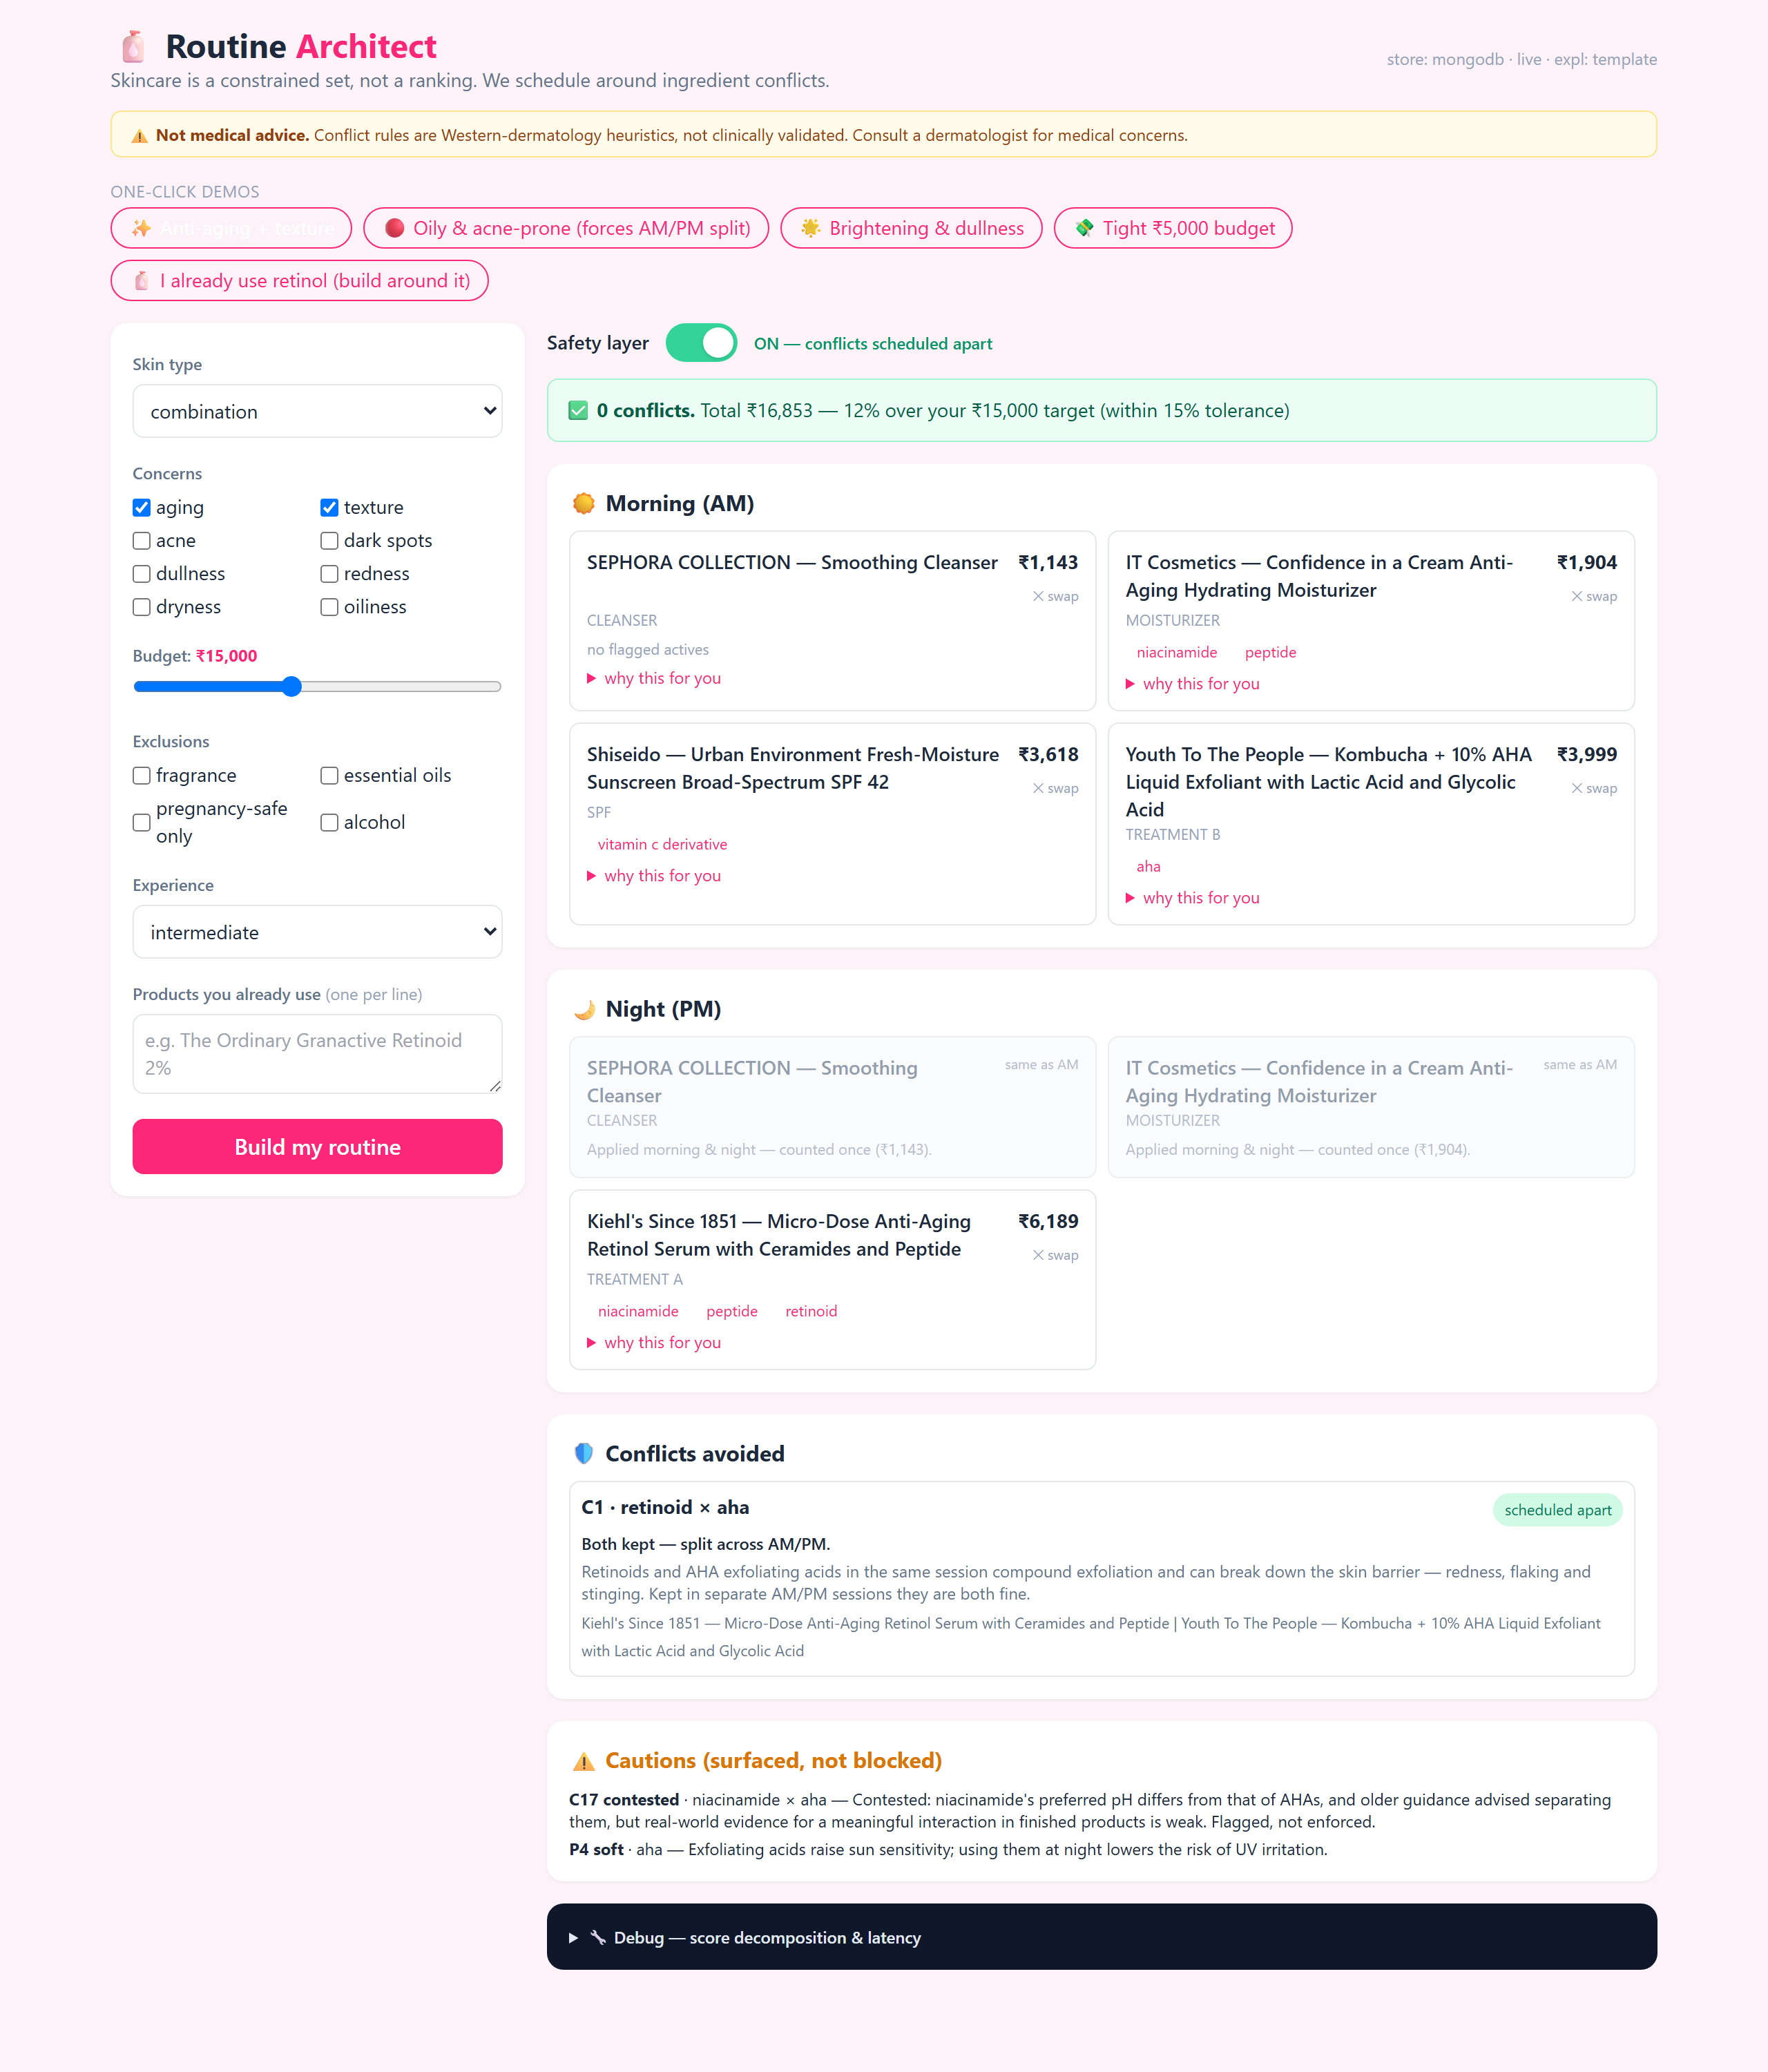 🧴 Routine Architect
store: mongodb · live · expl: template
Skincare is a constrained set, not a ranking. We schedule around ingredient conflicts.
⚠️ Not medical advice. Conflict rules are Western-dermatology heuristics, not clinically validated. Consult a dermatologist for medical concerns.
ONE-CLICK DEMOS
✨ Anti-aging + texture
🔴 Oily & acne-prone (forces AM/PM split)
🌟 Brightening & dullness
💸 Tight ₹5,000 budget
🧴 I already use retinol (build around it)
Skin type
combination
Concerns
aging
texture
acne
dark spots
dullness
redness
dryness
oiliness
Budget: ₹15,000
Exclusions
fragrance
essential oils
pregnancy-safe
only
alcohol
Experience
intermediate
Products you already use (one per line)
e.g. The Ordinary Granactive Retinoid
2%
Build my routine
Safety layer
ON — conflicts scheduled apart
✅ 0 conflicts. Total ₹16,853 — 12% over your ₹15,000 target (within 15% tolerance)
Morning (AM)
SEPHORA COLLECTION — Smoothing Cleanser
₹1,143
✕ swap
CLEANSER
no flagged actives
▶ why this for you
IT Cosmetics — Confidence in a Cream Anti-
Aging Hydrating Moisturizer
₹1,904
✕ swap
MOISTURIZER
niacinamide peptide
▶ why this for you
Shiseido — Urban Environment Fresh-Moisture
Sunscreen Broad-Spectrum SPF 42
₹3,618
✕ swap
SPF
vitamin c derivative
▶ why this for you
Youth To The People — Kombucha + 10% AHA
Liquid Exfoliant with Lactic Acid and Glycolic
Acid
₹3,999
✕ swap
TREATMENT B
aha
▶ why this for you
🌙 Night (PM)
SEPHORA COLLECTION — Smoothing
Cleanser
same as AM
CLEANSER
Applied morning & night — counted once (₹1,143).
IT Cosmetics — Confidence in a Cream Anti-
Aging Hydrating Moisturizer
same as AM
MOISTURIZER
Applied morning & night — counted once (₹1,904).
Kiehl's Since 1851 — Micro-Dose Anti-Aging
Retinol Serum with Ceramides and Peptide
₹6,189
✕ swap
TREATMENT A
niacinamide peptide retinoid
▶ why this for you
🛡️ Conflicts avoided
C1 · retinoid × aha
scheduled apart
Both kept — split across AM/PM.
Retinoids and AHA exfoliating acids in the same session compound exfoliation and can break down the skin barrier — redness, flaking and
stinging. Kept in separate AM/PM sessions they are both fine.
Kiehl's Since 1851 — Micro-Dose Anti-Aging Retinol Serum with Ceramides and Peptide | Youth To The People — Kombucha + 10% AHA Liquid Exfoliant
with Lactic Acid and Glycolic Acid
⚠️ Cautions (surfaced, not blocked)
C17 contested · niacinamide × aha — Contested: niacinamide's preferred pH differs from that of AHAs, and older guidance advised separating
them, but real-world evidence for a meaningful interaction in finished products is weak. Flagged, not enforced.
P4 soft · aha — Exfoliating acids raise sun sensitivity; using them at night lowers the risk of UV irritation.
▶ 🔧 Debug — score decomposition & latency